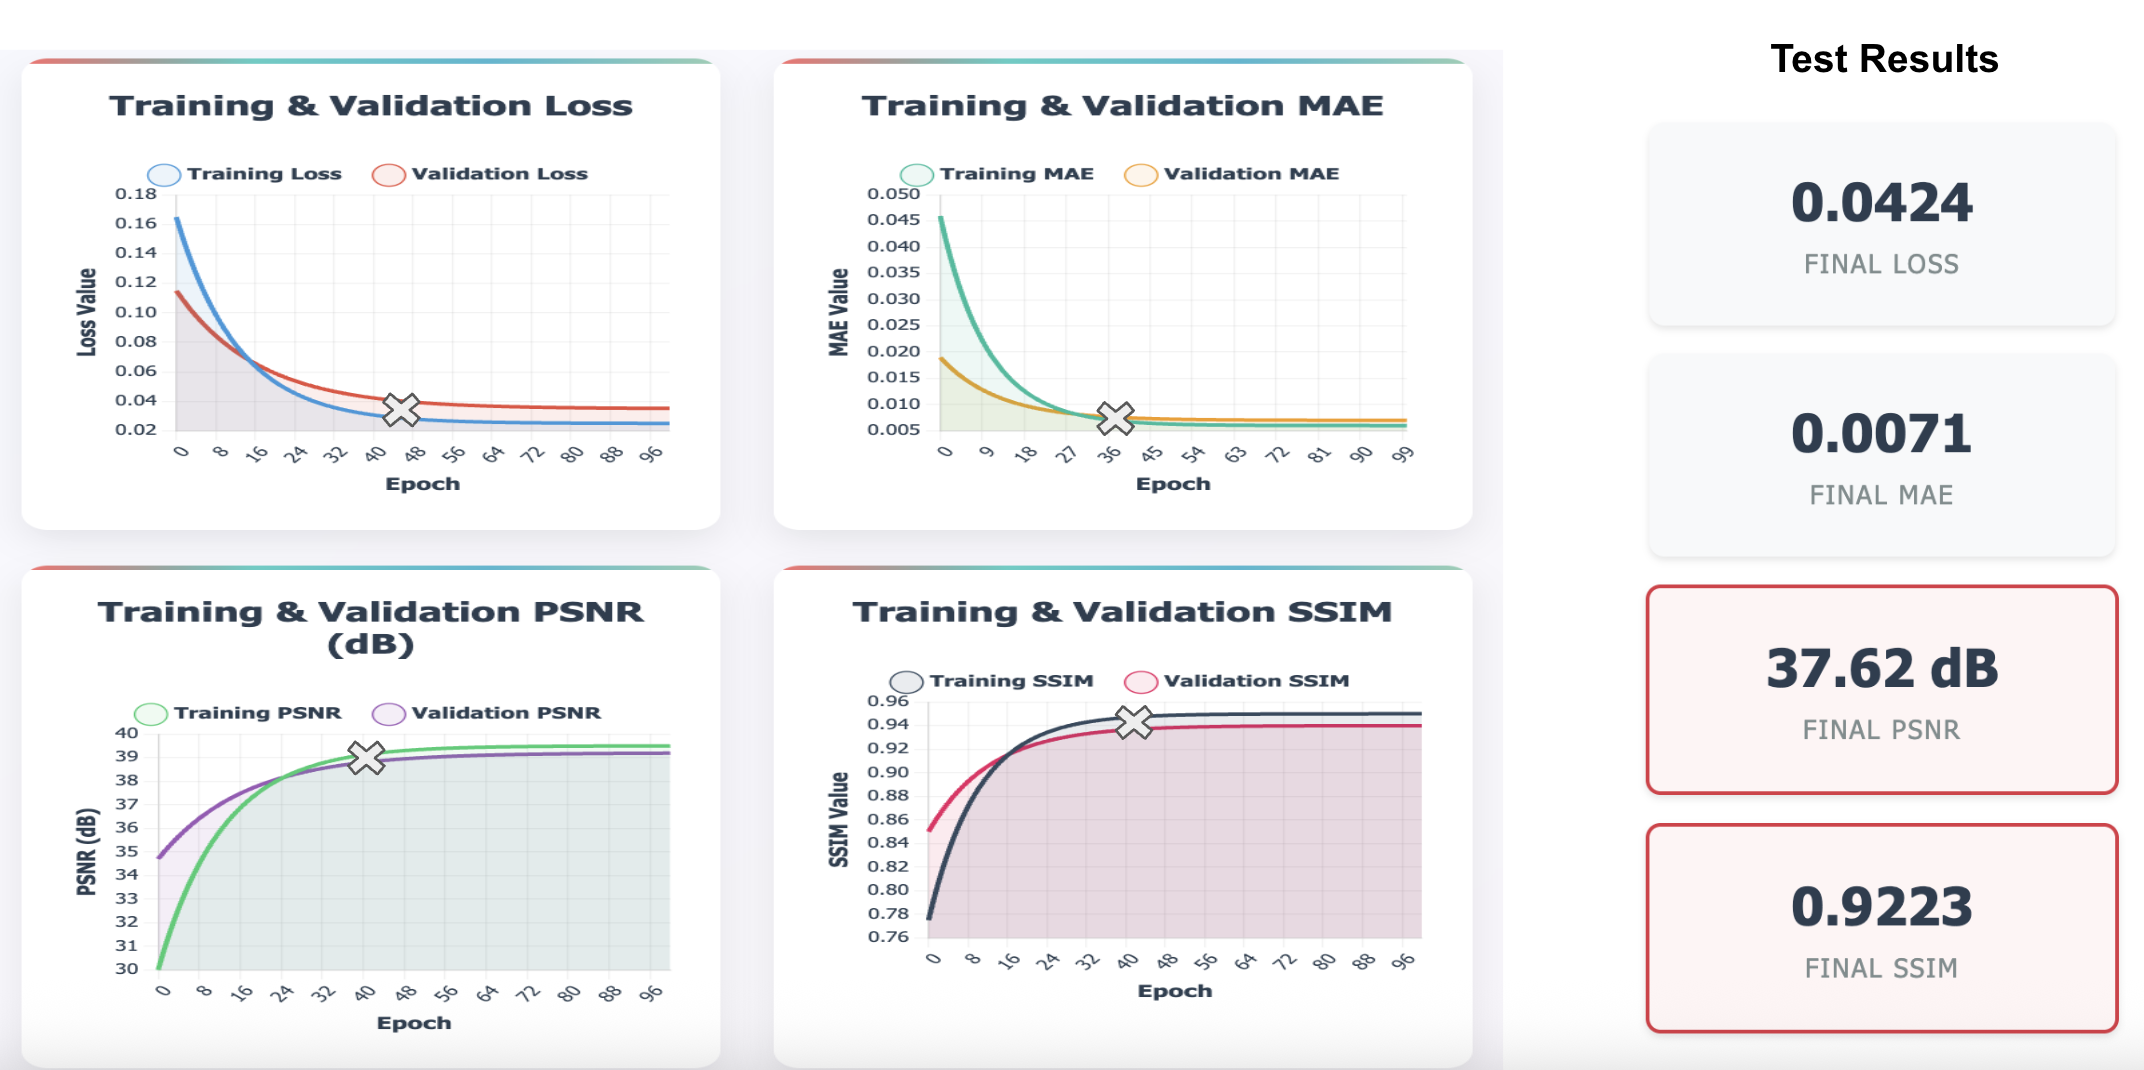 Training & Validation Loss
Training Loss Validation Loss
0.18
0.16
0.14
0.12
0.10
0.08
0.06
0.04
0.02
Loss Value
0 8 16 24 32 40 48 56 64 72 80 88 96
Epoch
Training & Validation MAE
Training MAE Validation MAE
0.050
0.045
0.040
0.035
0.030
0.025
0.020
0.015
0.010
0.005
MAE Value
0 9 18 27 36 45 54 63 72 81 90 99
Epoch
Training & Validation PSNR
(dB)
Training PSNR Validation PSNR
40
39
38
37
36
35
34
33
32
31
30
PSNR (dB)
0 8 16 24 32 40 48 56 64 72 80 88 96
Epoch
Training & Validation SSIM
Training SSIM Validation SSIM
0.96
0.94
0.92
0.90
0.88
0.86
0.84
0.82
0.80
0.78
0.76
SSIM Value
0 8 16 24 32 40 48 56 64 72 80 88 96
Epoch
Test Results
0.0424
FINAL LOSS
0.0071
FINAL MAE
37.62 dB
FINAL PSNR
0.9223
FINAL SSIM